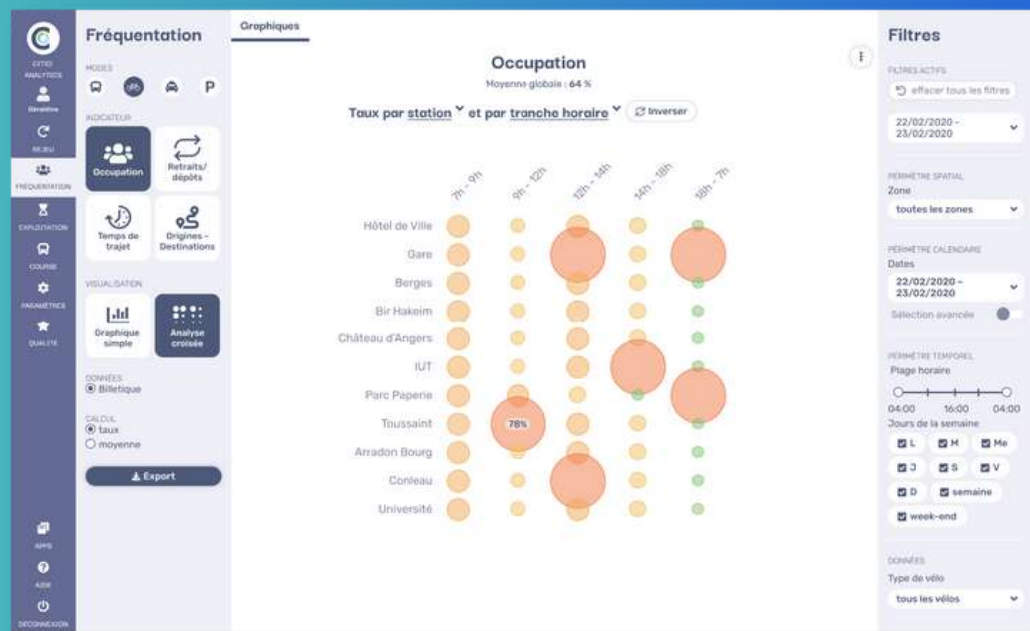 CITIO
ANALYTICS
REJEU
FRÉQUENTATION
EXPLOITATION
COURSE
PARAMÈTRES
QUALITÉ
APPS
AIDE
DÉCONNEXION
Fréquentation
MODES
P
INDICATEUR
Occupation
Retraits/
dépôts
Temps de
trajet
Origines -
Destinations
VISUALISATION
Graphique
simple
Analyse
croisée
DONNÉES
Billetique
CALCUL
taux
moyenne
Export
Graphiques
Occupation
Moyenne globale : 64 %
Taux par station et par tranche horaire
Inverser
7h - 9h
9h - 12h
12h - 14h
14h - 18h
18h - 7h
Hôtel de Ville
Gare
Berges
Bir Hakeim
Château d'Angers
IUT
Parc Paperie
Toussaint
78%
Arradon Bourg
Conleau
Université
Filtres
FILTRES ACTIFS
effacer tous les filtres
22/02/2020 -
23/02/2020
PÉRIMÈTRE SPATIAL
Zone
toutes les zones
PÉRIMÈTRE CALENDAIRE
Dates
22/02/2020 -
23/02/2020
Sélection avancée
PÉRIMÈTRE TEMPOREL
Plage horaire
04:00 16:00 04:00
Jours de la semaine
L M Me
J S V
D semaine
week-end
DONNÉES
Type de vélo
tous les vélos